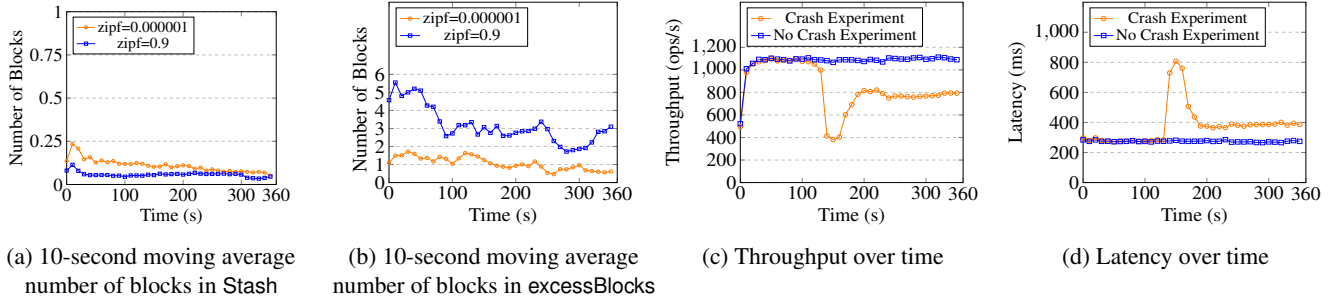 zipf=0.000001
zipf=0.9
Number of Blocks
1
0.75
0.5
0.25
0
0 100 200 300 360
Time (s)
(a) 10-second moving average
number of blocks in Stash
zipf=0.000001
zipf=0.9
Number of Blocks
6
5
4
3
2
1
0
0 100 200 300 360
Time (s)
(b) 10-second moving average
number of blocks in excessBlocks
Crash Experiment
No Crash Experiment
Throughput (ops/s)
1,200
1,000
800
600
400
200
0
0 100 200 300 360
Time (s)
(c) Throughput over time
Crash Experiment
No Crash Experiment
Latency (ms)
1,000
800
600
400
200
0
0 100 200 300 360
Time (s)
(d) Latency over time